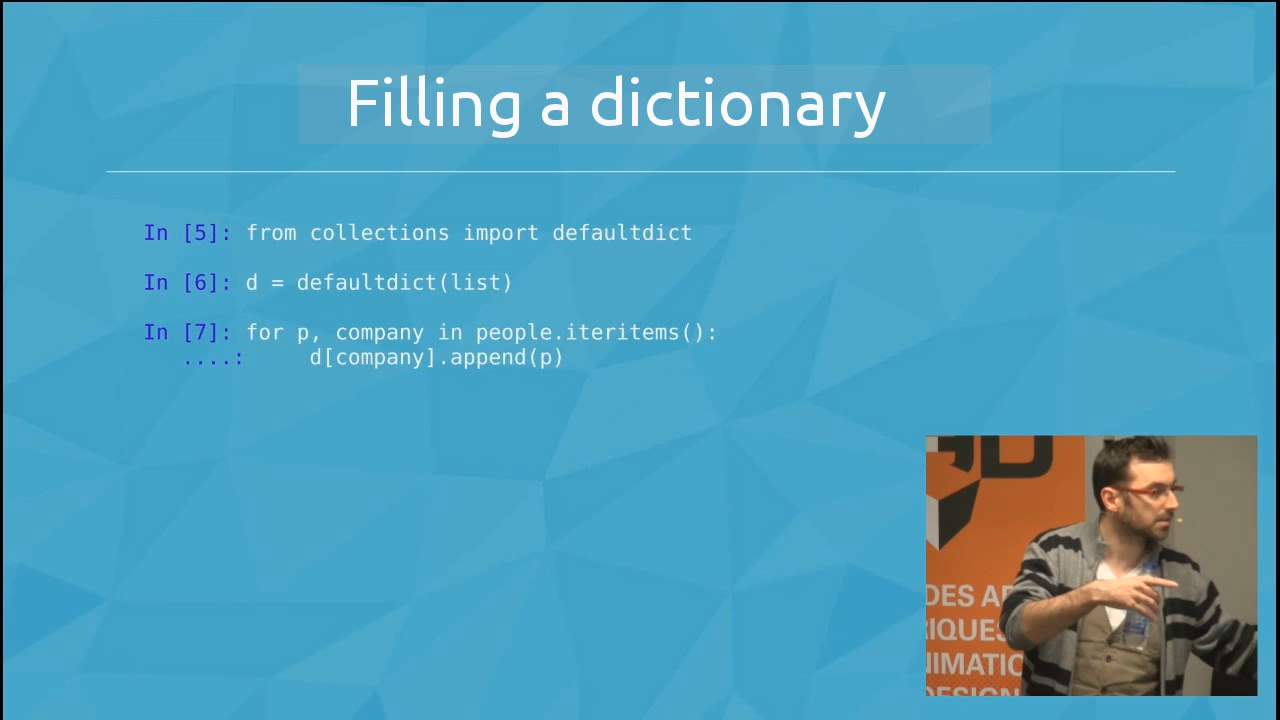 Filling a dictionary
In [5]: from collections import defaultdict
In [6]: d = defaultdict(list)
In [7]: for p, company in people.iteritems():
....: d[company].append(p)